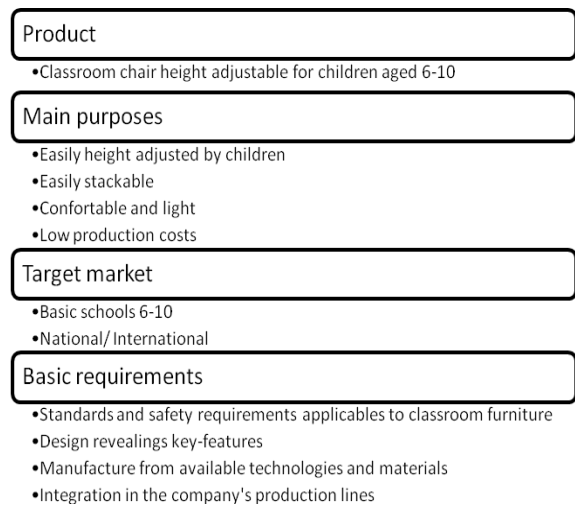 Product
•Classroom chair height adjustable for children aged 6-10
Main purposes
•Easily height adjusted by children
•Easily stackable
•Confortable and light
•Low production costs
Target market
•Basic schools 6-10
•National/ International
Basic requirements
•Standards and safety requirements applicables to classroom furniture
•Design revealings key-features
•Manufacture from available technologies and materials
•Integration in the company's production lines